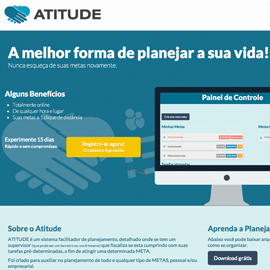 ATITUDE
A melhor forma de planejar a sua vida!
Nunca esqueça de suas metas novamente.
Alguns Benefícios
Totalmente online
De qualquer hora e lugar
Suas metas a 1 clique de distância
Painel de Controle
Minhas Metas
Experimente 15 dias
Rápido e sem compromisso
Registre-se agora!
O cadastro é gratuito
Sobre o Atitude
ATITUDE é um sistema facilitador de planejamento, detalhado onde se tem um
supervisor que fiscaliza se esta cumprindo com suas
tarefas pré-determinadas, a fim de atingir uma determinada META.
Foi criado para auxiliar no planejamento de todo e qualquer tipo de METAS, pessoal e/ou
empresarial.
Aprenda a Planeja
Abaixo você pode baixar arqu
como se organizar.
Download grátis